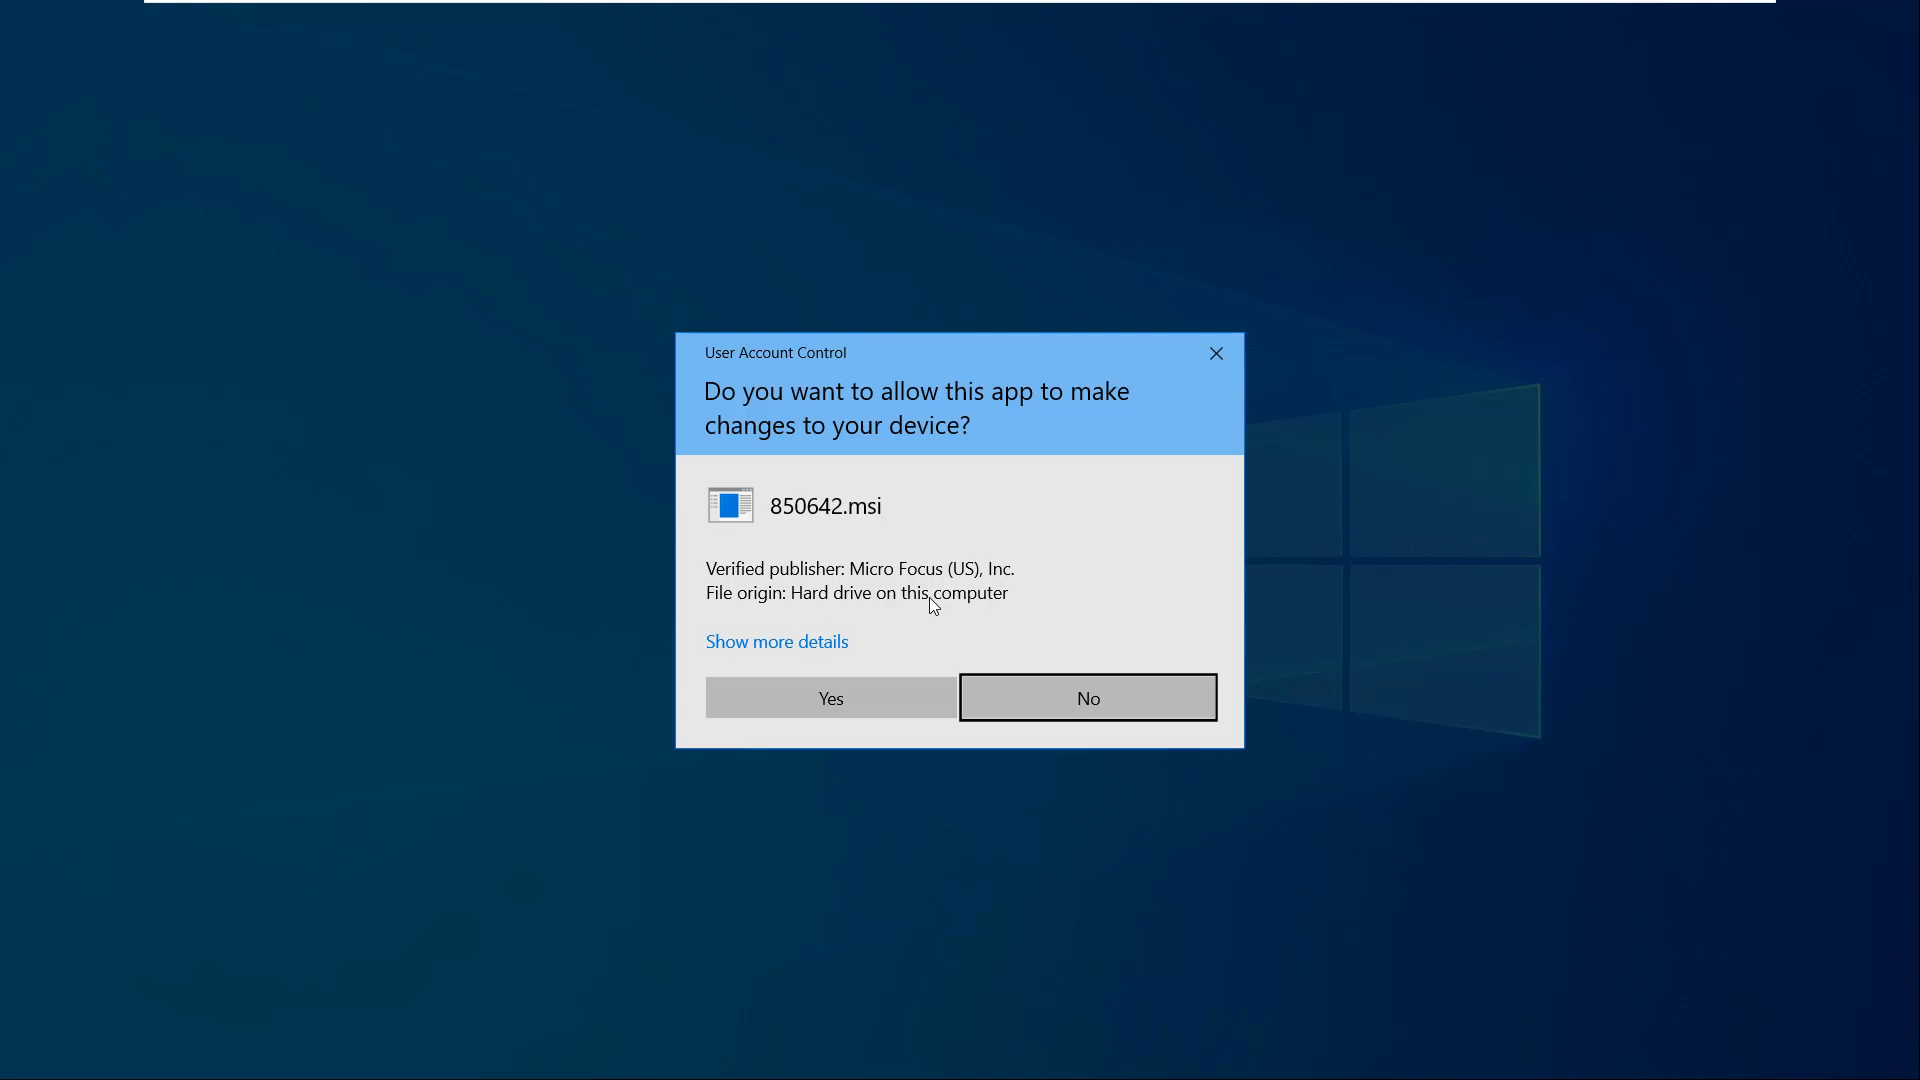 User Account Control
Do you want to allow this app to make
changes to your device?
850642.msi
Verified publisher: Micro Focus (US), Inc.
File origin: Hard drive on this computer
Show more details
Yes
No